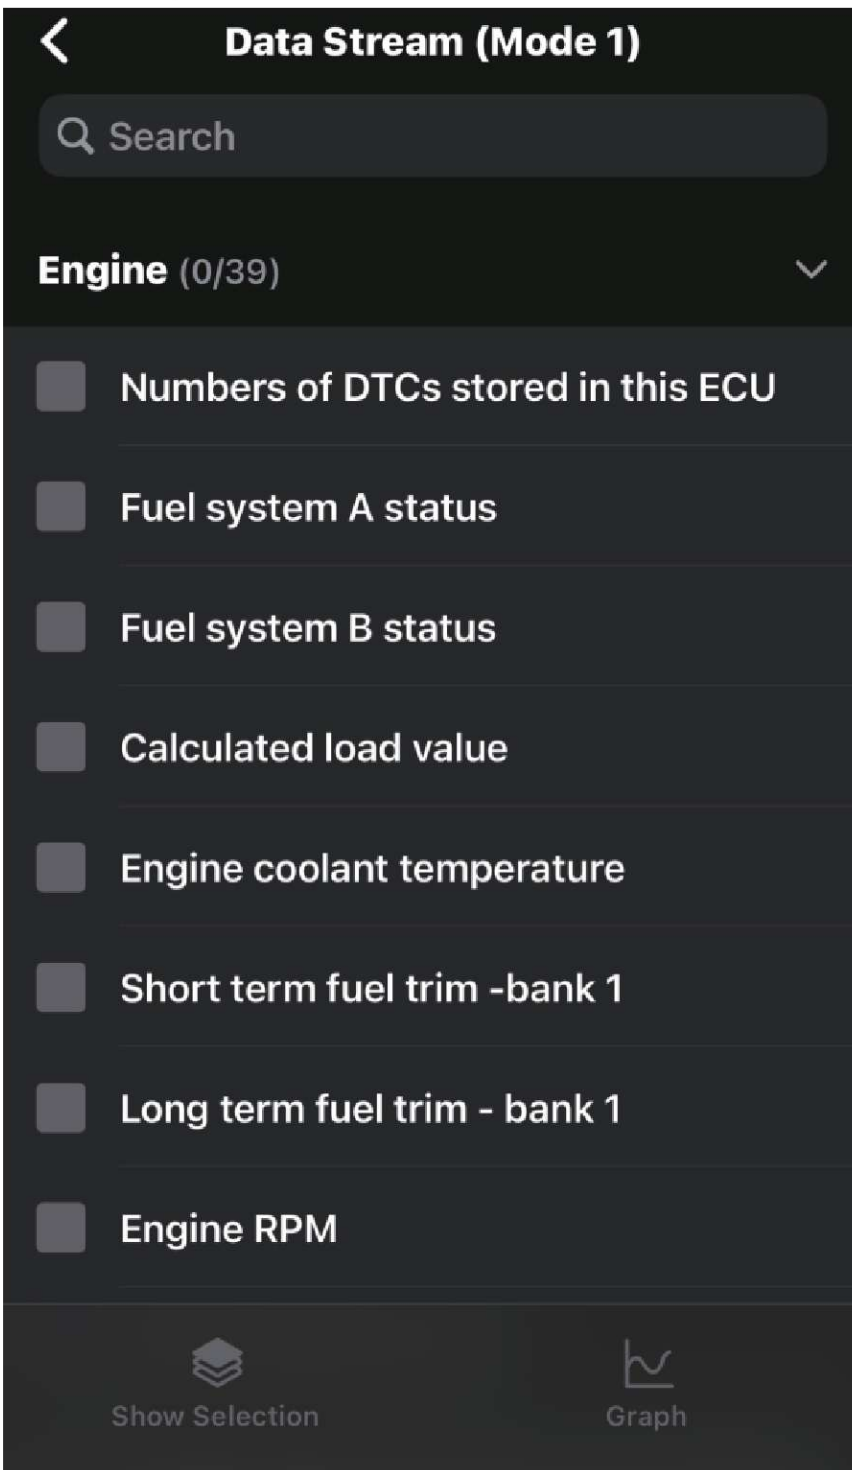 Data Stream (Mode 1)
Search
Engine (0/39)
Numbers of DTCs stored in this ECU
Fuel system A status
Fuel system B status
Calculated load value
Engine coolant temperature
Short term fuel trim -bank 1
Long term fuel trim - bank 1
Engine RPM
Show Selection
Graph